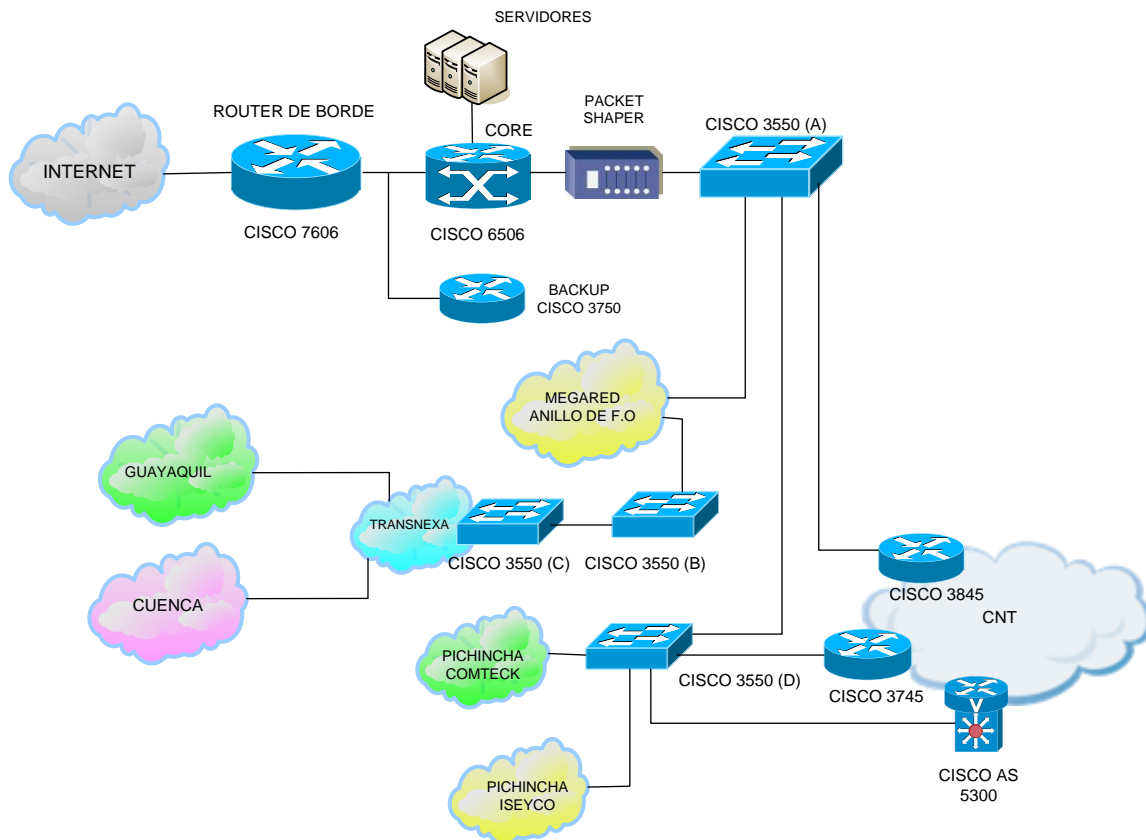 SERVIDORES
ROUTER DE BORDE
CORE
PACKET
SHAPER
CISCO 3550 (A)
INTERNET
CISCO 7606
CISCO 6506
BACKUP
CISCO 3750
MEGARED
ANILLO DE F.O
GUAYAQUIL
TRANSNEXA
CISCO 3550 (C)
CISCO 3550 (B)
CUENCA
CISCO 3845
CNT
PICHINCHA
COMTECK
CISCO 3550 (D)
CISCO 3745
V
PICHINCHA
ISEYCO
CISCO AS
5300